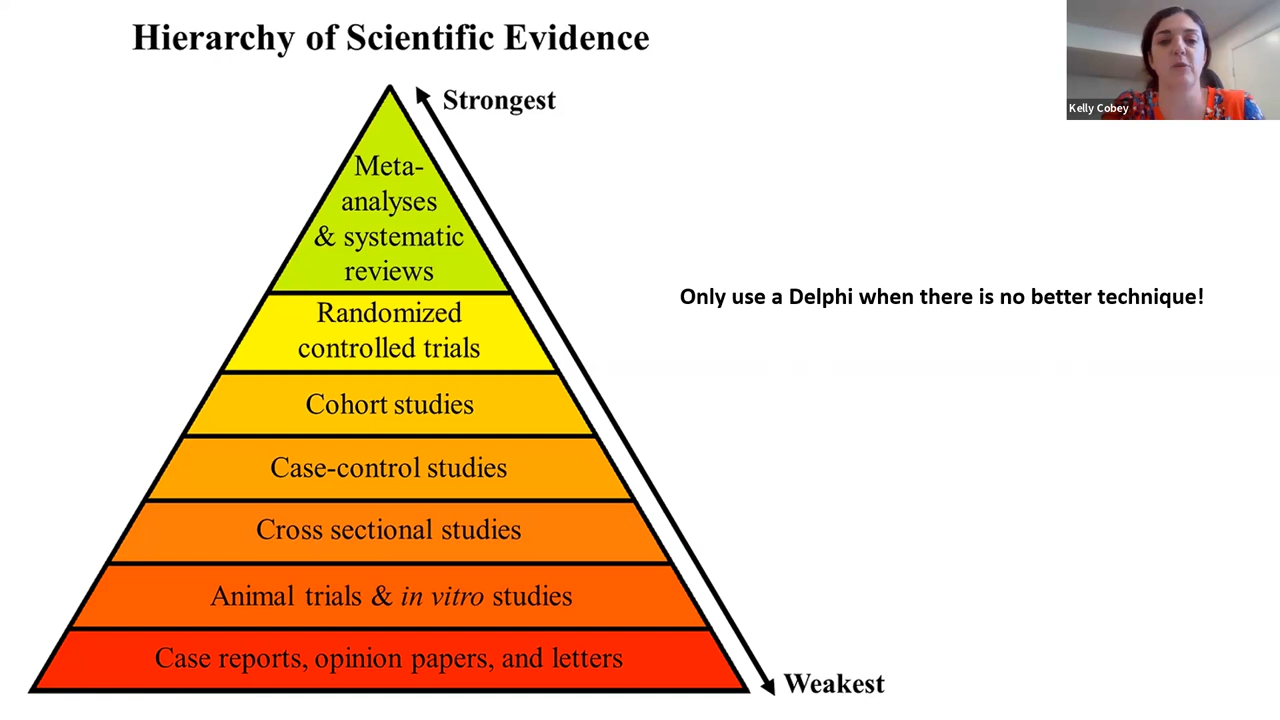 Hierarchy of Scientific Evidence
Strongest
Meta-
analyses
& systematic
reviews
Randomized
controlled trials
Cohort studies
Case-control studies
Cross sectional studies
Animal trials & in vitro studies
Case reports, opinion papers, and letters
Weakest
Only use a Delphi when there is no better technique!
Kelly Cobey